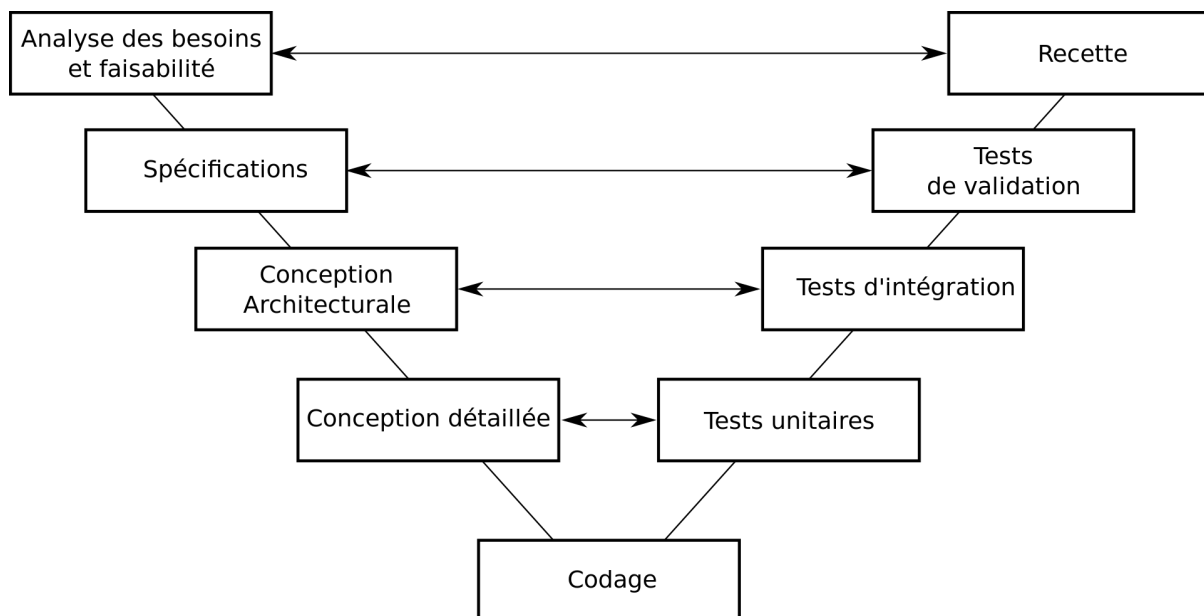 Analyse des besoins
et faisabilité
Recette
Spécifications
Tests
de validation
Conception
Architecturale
Tests d'intégration
Conception détaillée
Tests unitaires
Codage